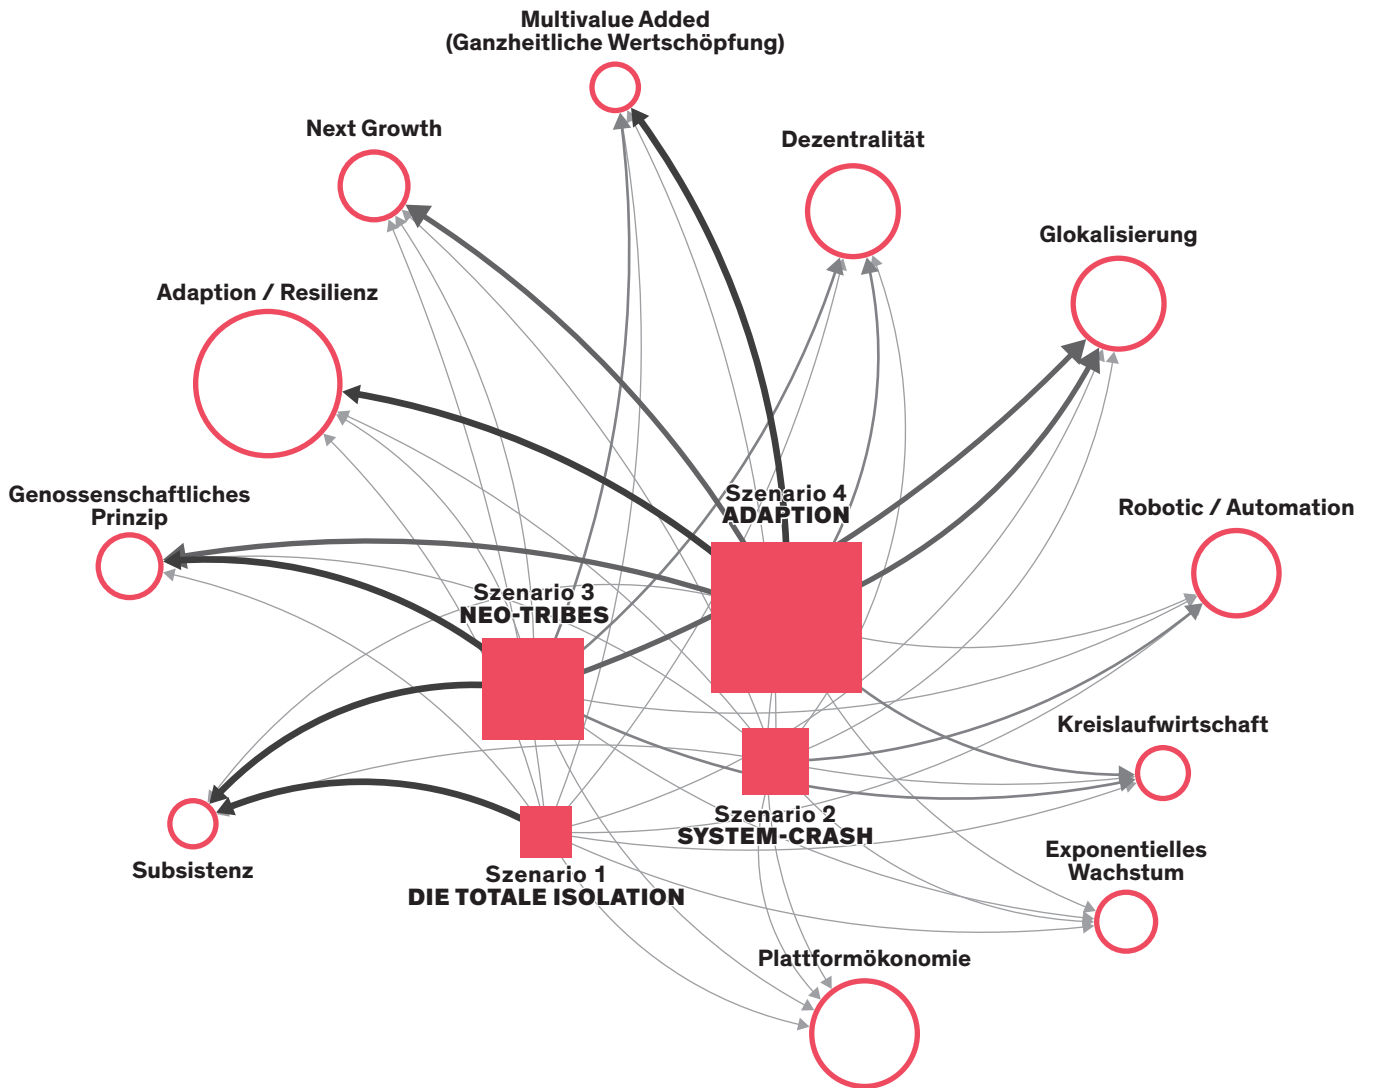 Multivalue Added
(Ganzheitliche Wertschöpfung)
Next Growth
Dezentralität
Glokalisierung
Adaption / Resilienz
Genossenschaftliches
Prinzip
Szenario 4
ADAPTION
Robotic / Automation
Szenario 3
NEO-TRIBES
Kreislaufwirtschaft
Szenario 2
SYSTEM-CRASH
Exponentielles
Wachstum
Subsistenz
Szenario 1
DIE TOTALE ISOLATION
Plattformökonomie